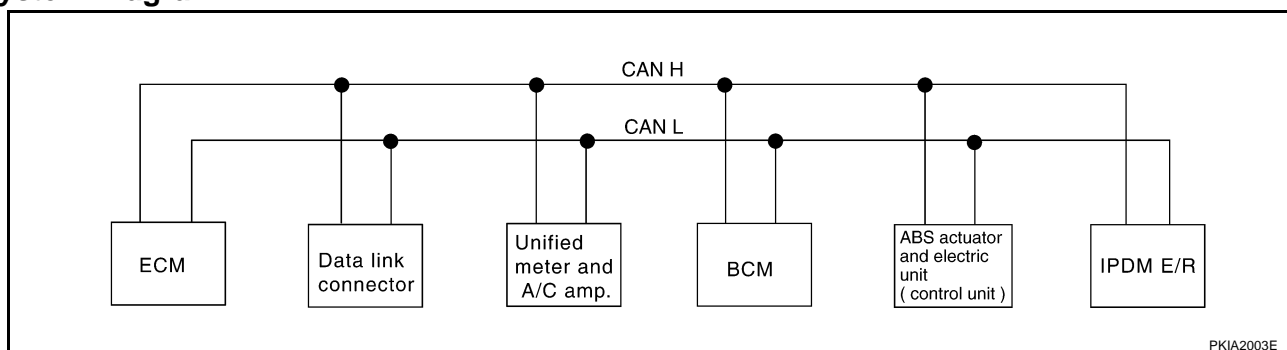 CAN H
CAN L
ECM
Data link
connector
Unified
meter and
A/C amp.
BCM
ABS actuator
and electric
unit
( control unit )
IPDM E/R
PKIA2003E